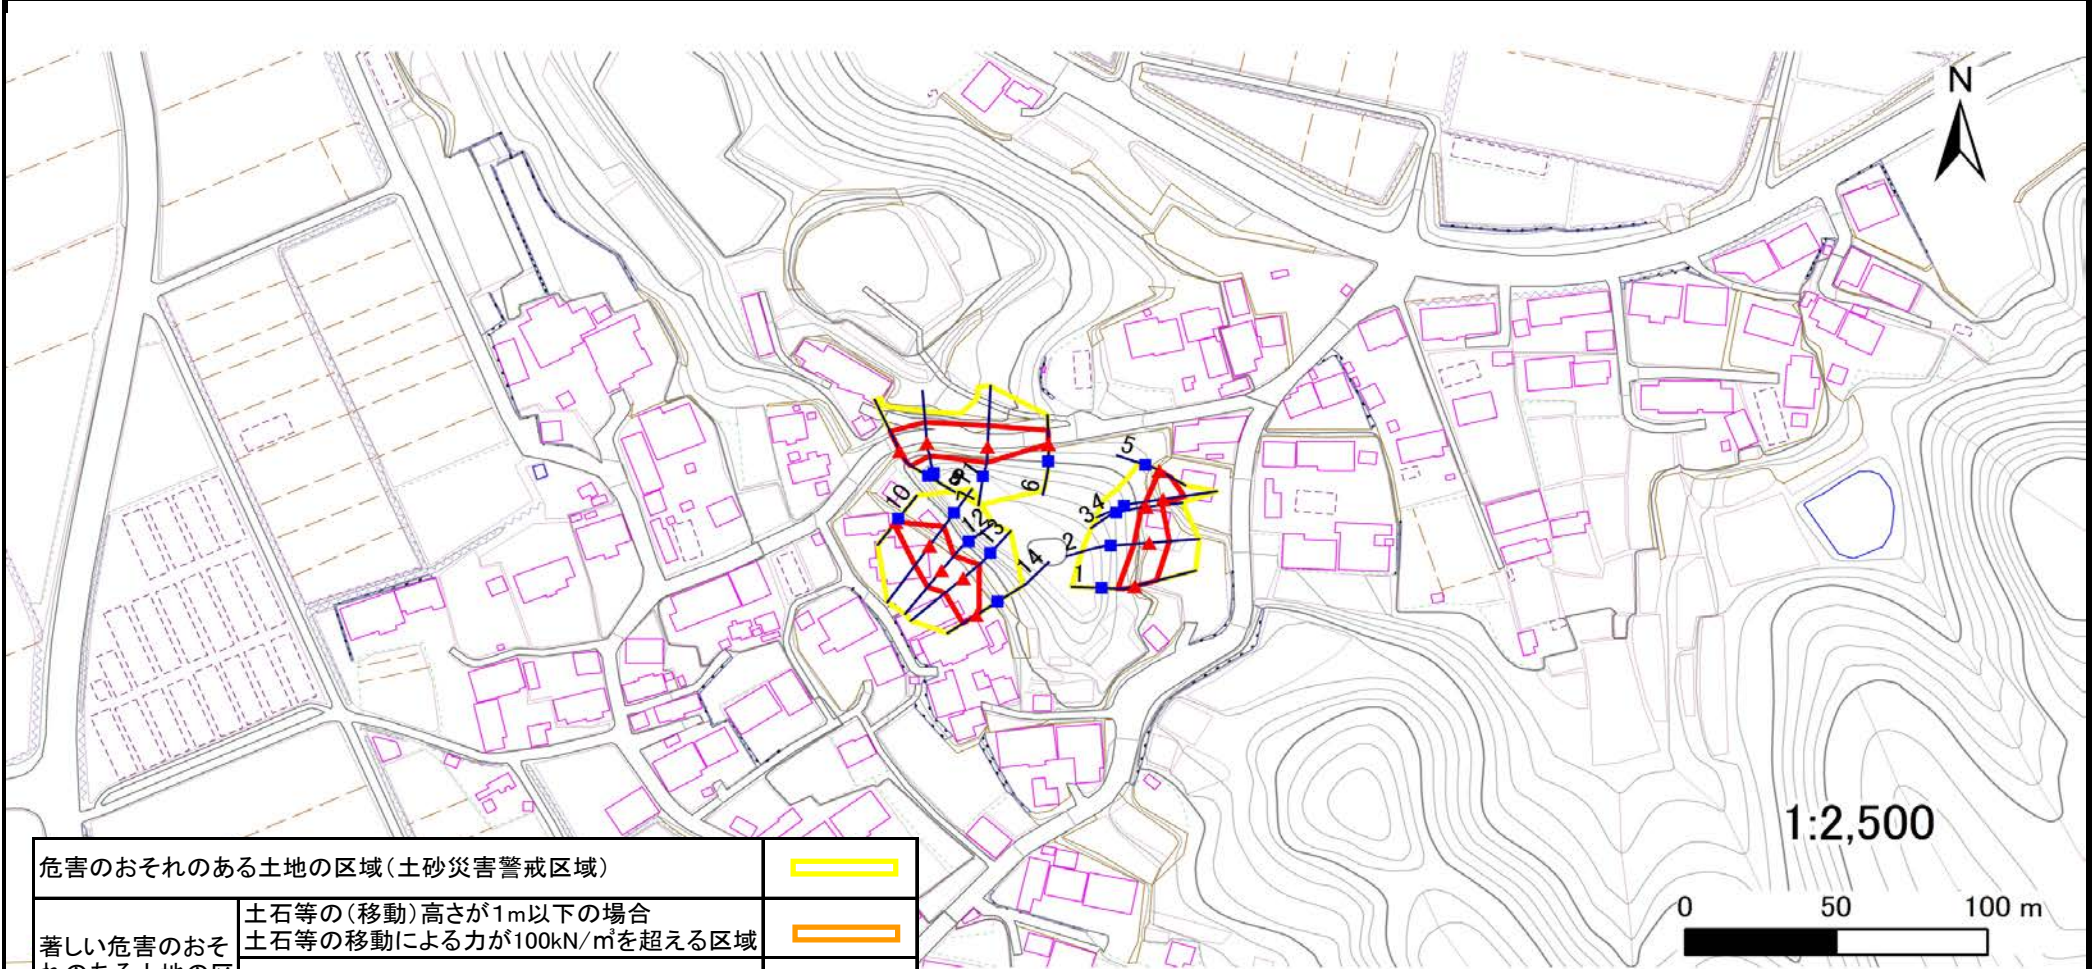 N
5
9
11
7
6
10
34
12
13
2
14
1
1:2,500
0 50 100 m
危害のおそれのある土地の区域(土砂災害警戒区域)
土石等の(移動)高さが1m以下の場合
著しい危害のおそ
土石等の移動による力が100kN/㎥を超える区域